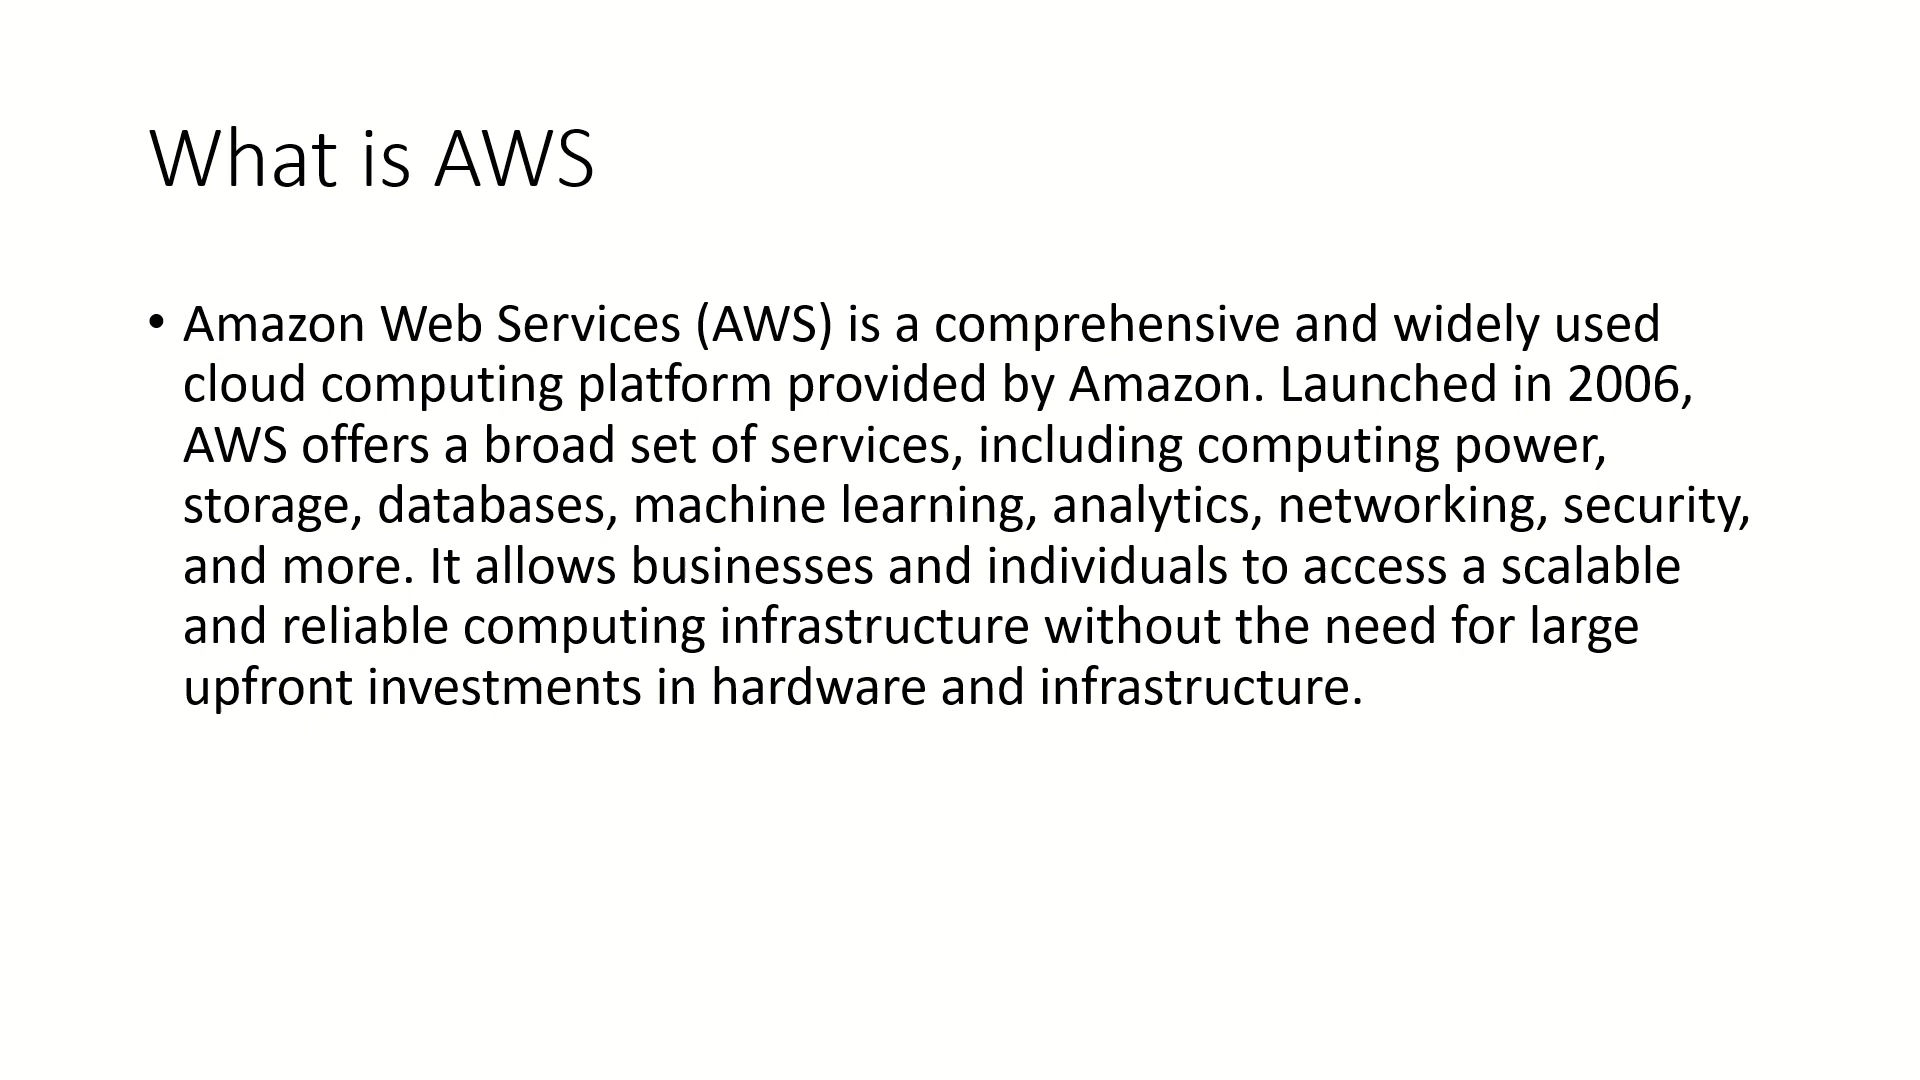 What is AWS
• Amazon Web Services (AWS) is a comprehensive and widely used
cloud computing platform provided by Amazon. Launched in 2006,
AWS offers a broad set of services, including computing power,
storage, databases, machine learning, analytics, networking, security,
and more. It allows businesses and individuals to access a scalable
and reliable computing infrastructure without the need for large
upfront investments in hardware and infrastructure.